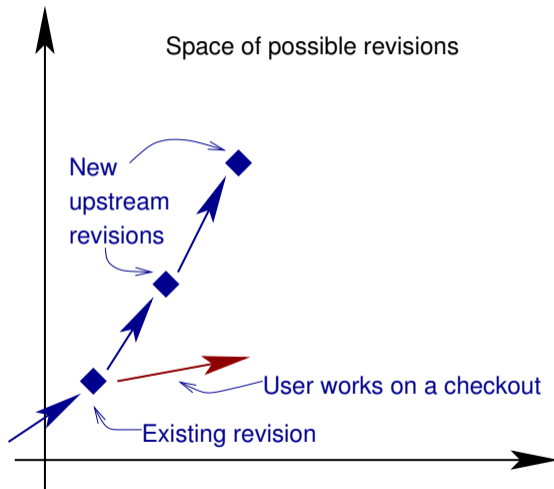 Space of possible revisions
New
upstream
revisions
User works on a checkout
Existing revision